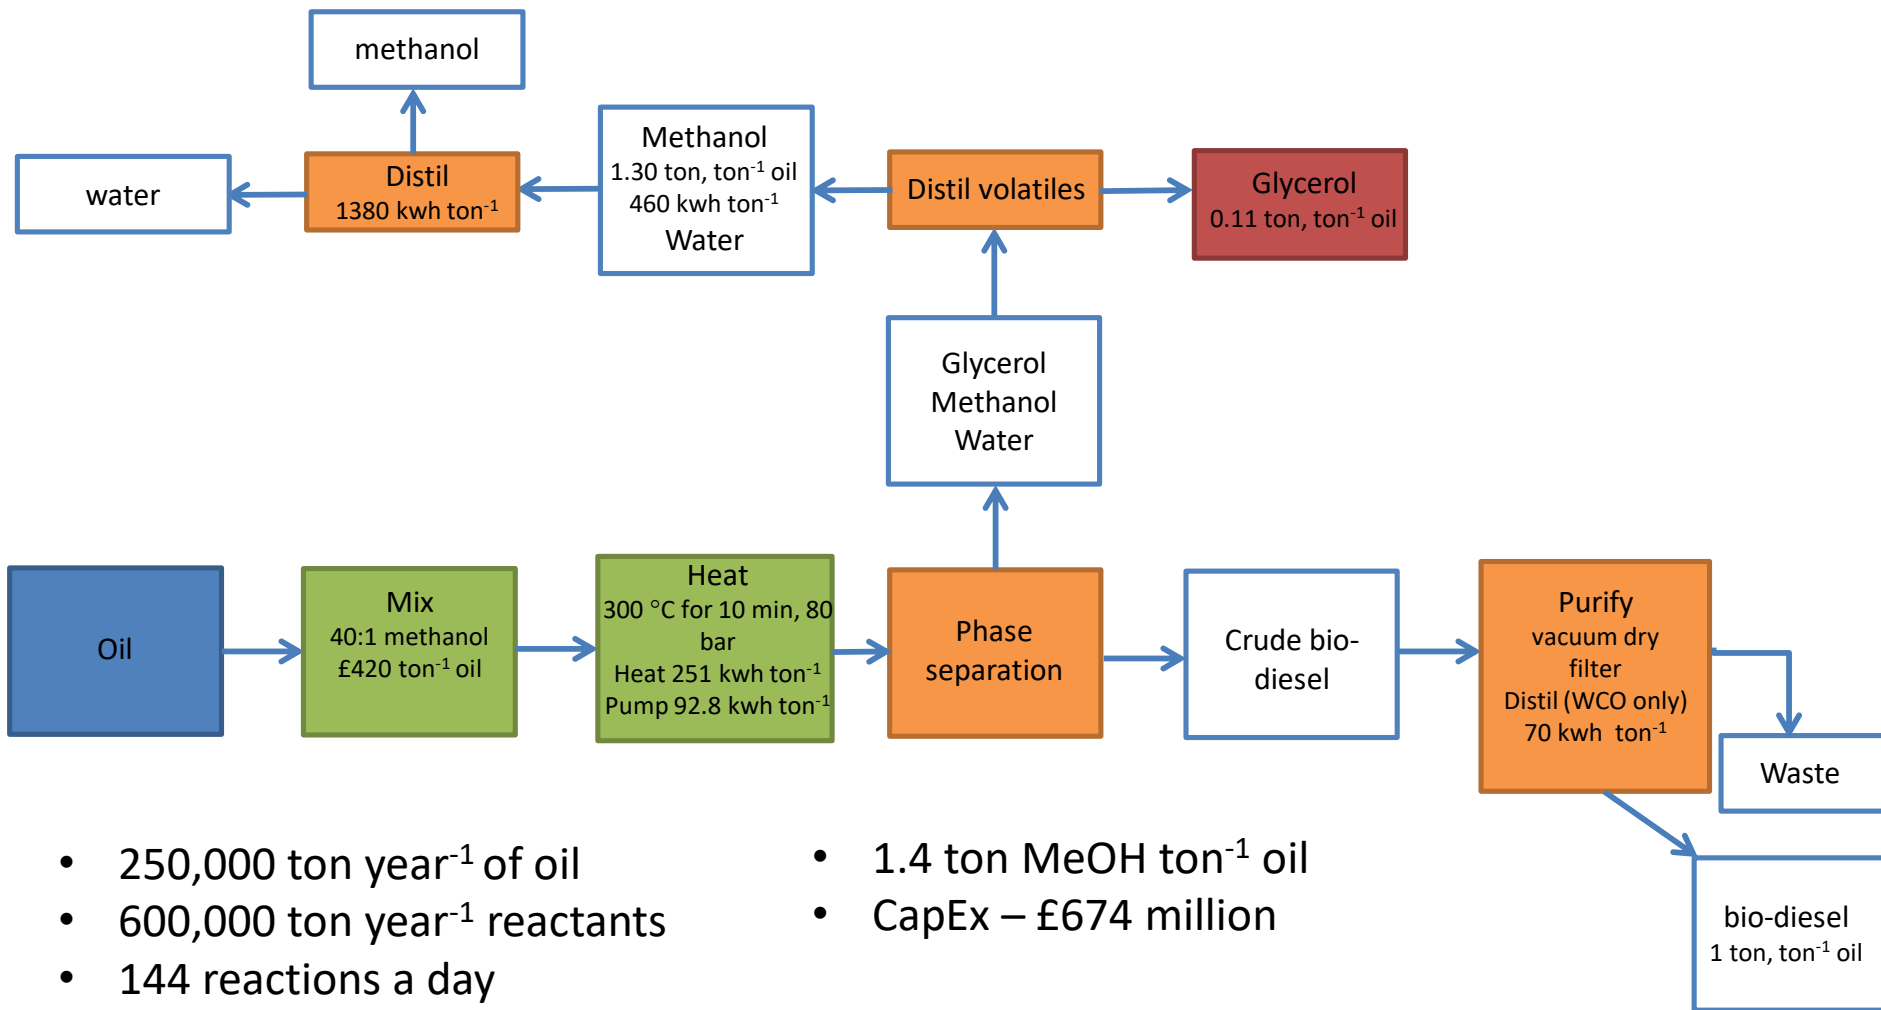 methanol
water
Distil
1380 kwh ton⁻¹
Methanol
1.30 ton, ton⁻¹ oil
460 kwh ton⁻¹
Water
Distil volatiles
Glycerol
0.11 ton, ton⁻¹ oil
Glycerol
Methanol
Water
Oil
Mix
40:1 methanol
£420 ton⁻¹ oil
Heat
300 °C for 10 min, 80
bar
Heat 251 kwh ton⁻¹
Pump 92.8 kwh ton⁻¹
Phase
separation
Crude bio-
diesel
Purify
vacuum dry
filter
Distil (WCO only)
70 kwh ton⁻¹
Waste
bio-diesel
1 ton, ton⁻¹ oil
• 250,000 ton year⁻¹ of oil
• 600,000 ton year⁻¹ reactants
• 144 reactions a day
• 1.4 ton MeOH ton⁻¹ oil
• CapEx – £674 million